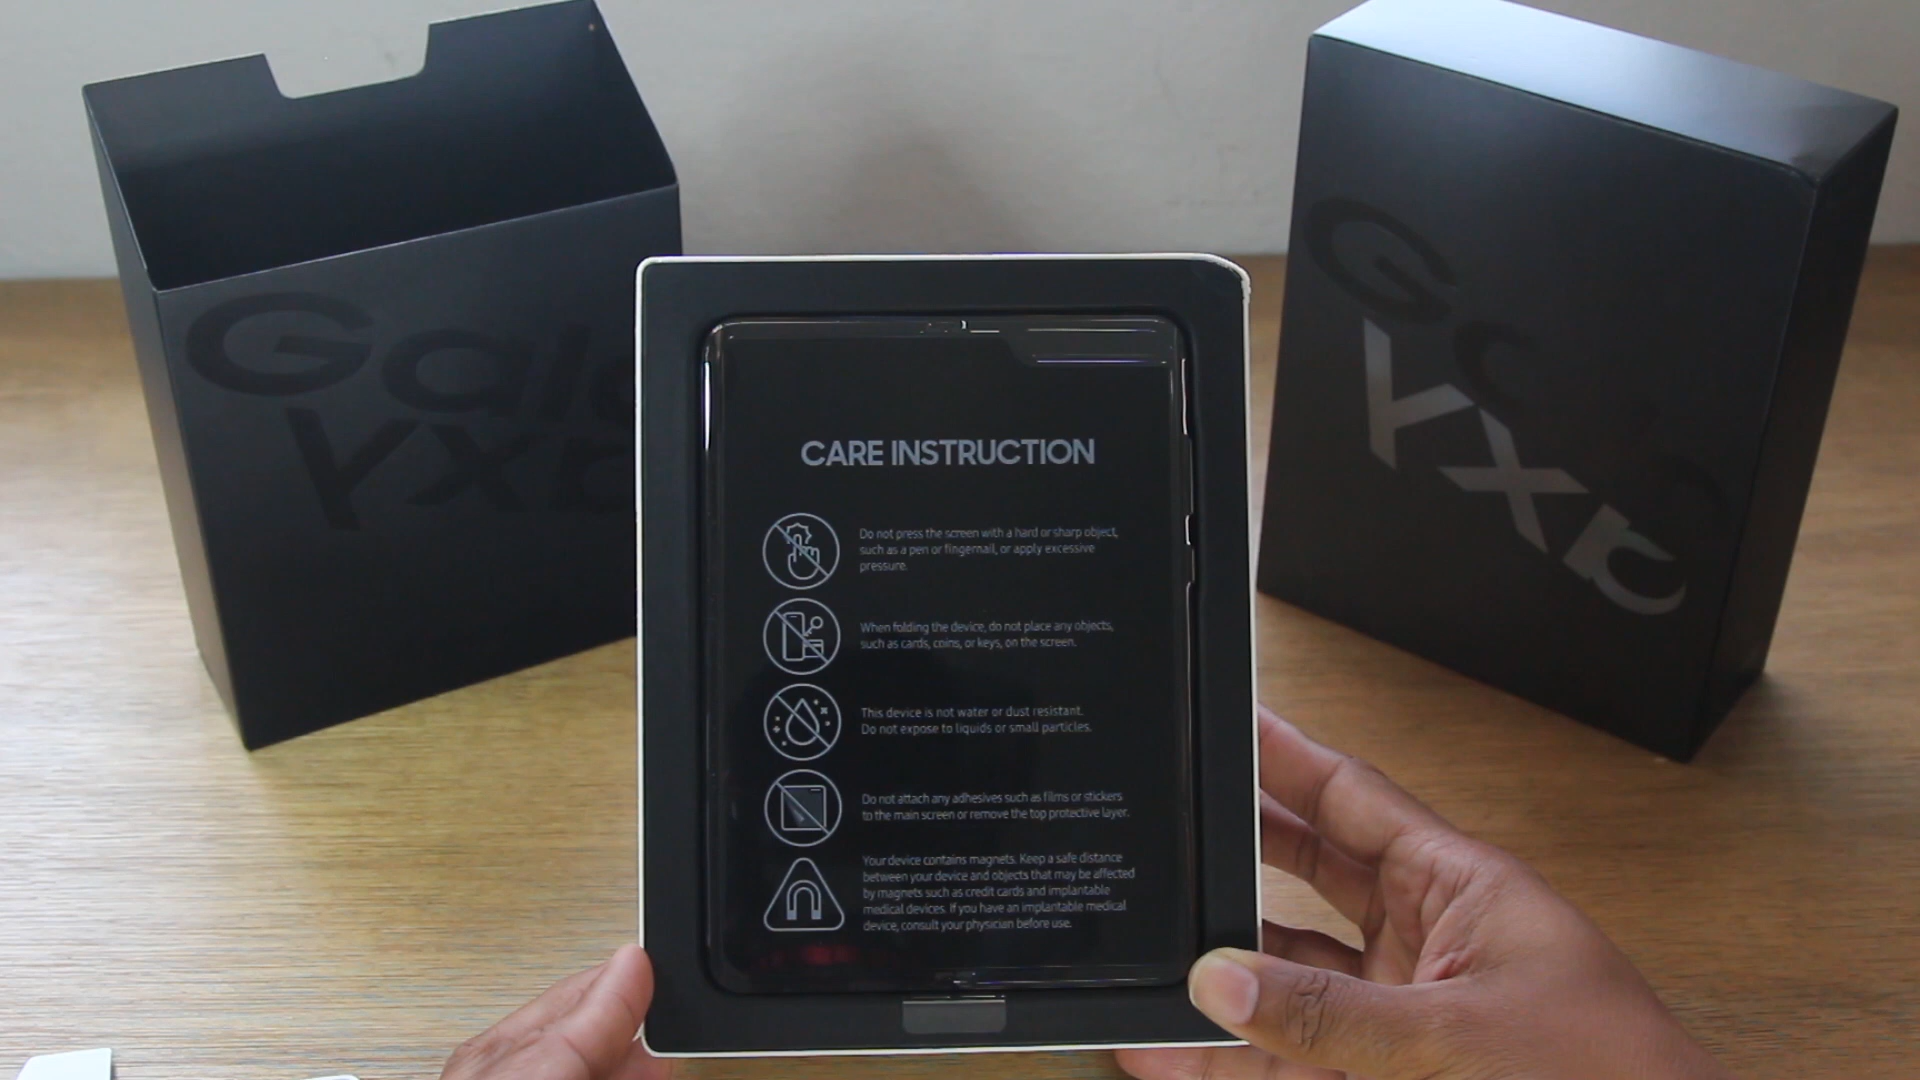 Gala
YX
G
YX
CARE INSTRUCTION
Do not press the screen with a hard or sharp object,
such as a pen or fingernail, or apply excessive
pressure.
When folding the device, do not place any objects,
such as cards, coins, or keys, on the screen.
This device is not water or dust resistant.
Do not expose to liquids or small particles.
Do not attach any adhesives such as films or stickers
to the main screen or remove the top protective layer.
Your device contains magnets. Keep a safe distance
between your device and objects that may be affected
by magnets such as credit cards and implantable
medical devices. If you have an implantable medical
device, consult your physician before use.